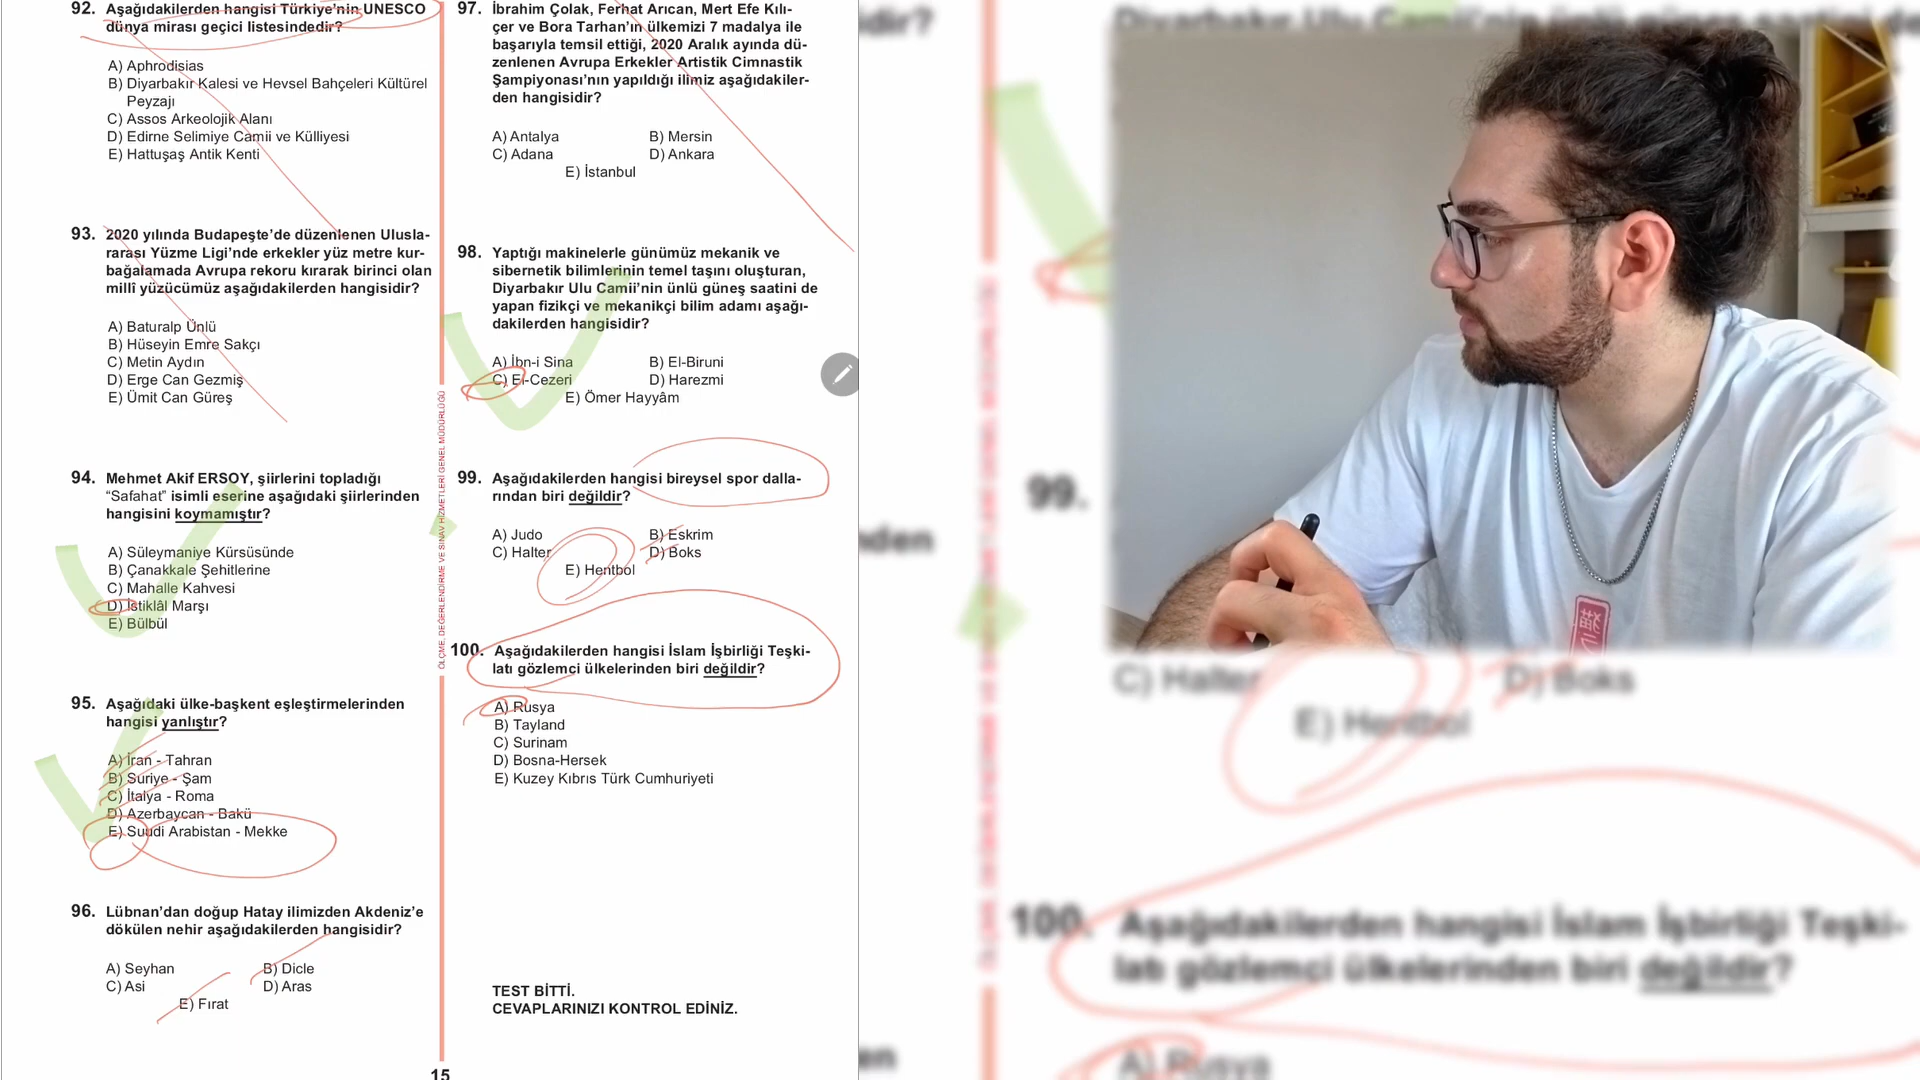 92. Aşağıdakilerden hangisi Türkiye'nin UNESCO
dünya mirası geçici listesindedir?
A) Aphrodisias
B) Diyarbakır Kalesi ve Hevsel Bahçeleri Kültürel
Peyzajı
C) Assos Arkeolojik Alanı
D) Edirne Selimiye Camii ve Külliyesi
E) Hattuşaş Antik Kenti
93. 2020 yılında Budapeşte'de düzenlenen Ulusla-
rarası Yüzme Ligi'nde erkekler yüz metre kur-
bağalamada Avrupa rekoru kırarak birinci olan
millî yüzücümüz aşağıdakilerden hangisidir?
A) Baturalp Ünlü
B) Hüseyin Emre Sakçı
C) Metin Aydın
D) Erge Can Gezmiş
E) Ümit Can Güreş
94. Mehmet Akif ERSOY, şiirlerini topladığı
“Safahat” isimli eserine aşağıdaki şiirlerinden
hangisini koymamıştır?
A) Süleymaniye Kürsüsünde
B) Çanakkale Şehitlerine
C) Mahalle Kahvesi
D) İstiklâl Marşı
E) Bülbül
95. Aşağıdaki ülke-başkent eşleştirmelerinden
hangisi yanlıştır?
A) İran - Tahran
B) Suriye - Şam
C) İtalya - Roma
D) Azerbaycan - Bakü
E) Suudi Arabistan - Mekke
96. Lübnan'dan doğup Hatay ilimizden Akdeniz'e
dökülen nehir aşağıdakilerden hangisidir?
A) Seyhan B) Dicle
C) Asi D) Aras
E) Fırat
ÖLÇME, DEĞERLENDİRME VE SINAV HİZMETLERİ GENEL MÜDÜRLÜĞÜ
97. İbrahim Çolak, Ferhat Arıcan, Mert Efe Kılı-
çer ve Bora Tarhan'ın ülkemizi 7 madalya ile
başarıyla temsil ettiği, 2020 Aralık ayında dü-
zenlenen Avrupa Erkekler Artistik Cimnastik
Şampiyonası'nın yapıldığı ilimiz aşağıdakiler-
den hangisidir?
A) Antalya B) Mersin
C) Adana D) Ankara
E) İstanbul
98. Yaptığı makinelerle günümüz mekanik ve
sibernetik bilimlerinin temel taşını oluşturan,
Diyarbakır Ulu Camii'nin ünlü güneş saatini de
yapan fizikçi ve mekanikçi bilim adamı aşağı-
dakilerden hangisidir?
A) İbn-i Sina B) El-Biruni
C) El-Cezeri D) Harezmi
E) Ömer Hayyâm
99. Aşağıdakilerden hangisi bireysel spor dalla-
rından biri değildir?
A) Judo B) Eskrim
C) Halter D) Boks
E) Hentbol
100. Aşağıdakilerden hangisi İslam İşbirliği Teşki-
latı gözlemci ülkelerinden biri değildir?
A) Rusya
B) Tayland
C) Surinam
D) Bosna-Hersek
E) Kuzey Kıbrıs Türk Cumhuriyeti
TEST BİTTİ.
CEVAPLARINIZI KONTROL EDİNİZ.
15
99.
C) Halter D) Boks
E) Hentbol
100. Aşağıdakilerden hangisi İslam İşbirliği Teşki-
latı gözlemci ülkelerinden biri değildir?
A) Rusya